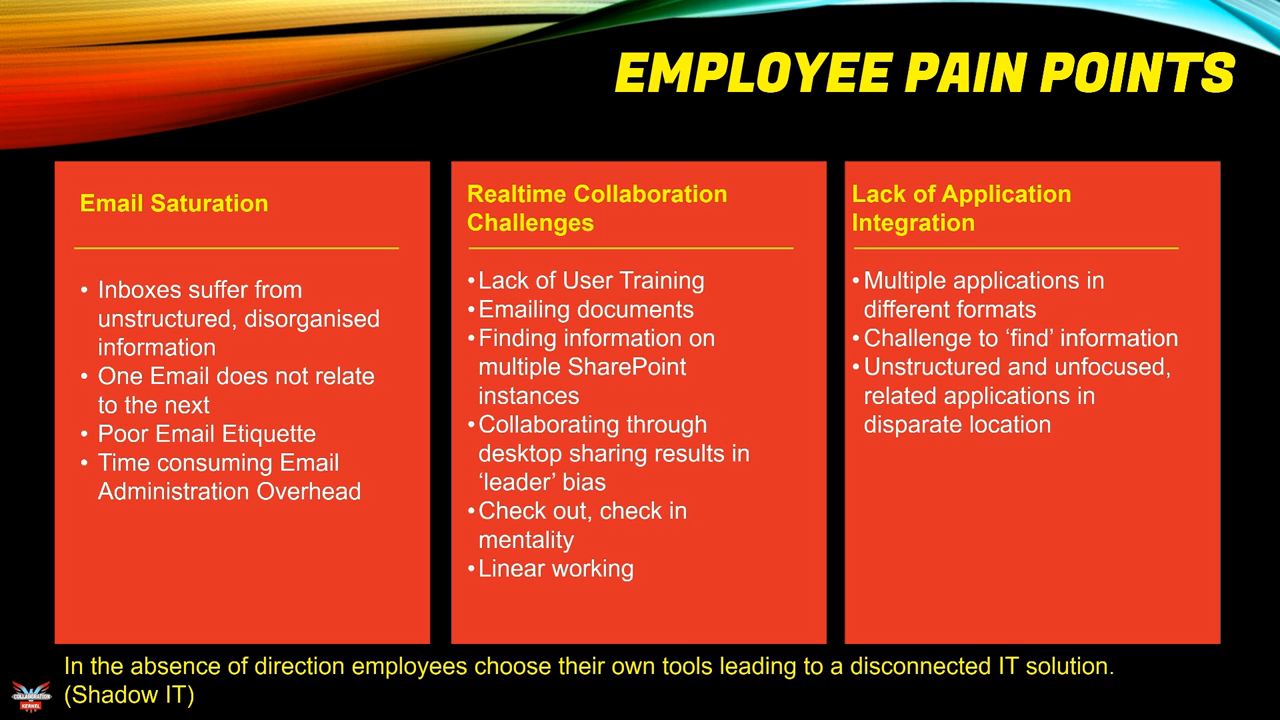 EMPLOYEE PAIN POINTS
Email Saturation
• Inboxes suffer from
unstructured, disorganised
information
• One Email does not relate
to the next
• Poor Email Etiquette
• Time consuming Email
Administration Overhead
Realtime Collaboration
Challenges
• Lack of User Training
• Emailing documents
• Finding information on
multiple SharePoint
instances
• Collaborating through
desktop sharing results in
‘leader’ bias
• Check out, check in
mentality
• Linear working
Lack of Application
Integration
• Multiple applications in
different formats
• Challenge to ‘find’ information
• Unstructured and unfocused,
related applications in
disparate location
In the absence of direction employees choose their own tools leading to a disconnected IT solution.
(Shadow IT)
COLLABORATION
KERNEL